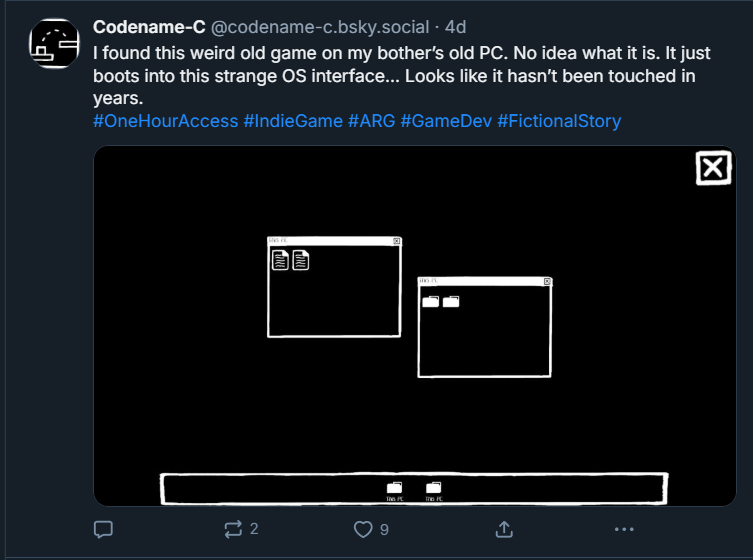 Codename-C @codename-c.bsky.social · 4d
I found this weird old game on my bother’s old PC. No idea what it is. It just
boots into this strange OS interface... Looks like it hasn’t been touched in
years.
#OneHourAccess #IndieGame #ARG #GameDev #FictionalStory
This PC
This PC
This PC This PC
2 9